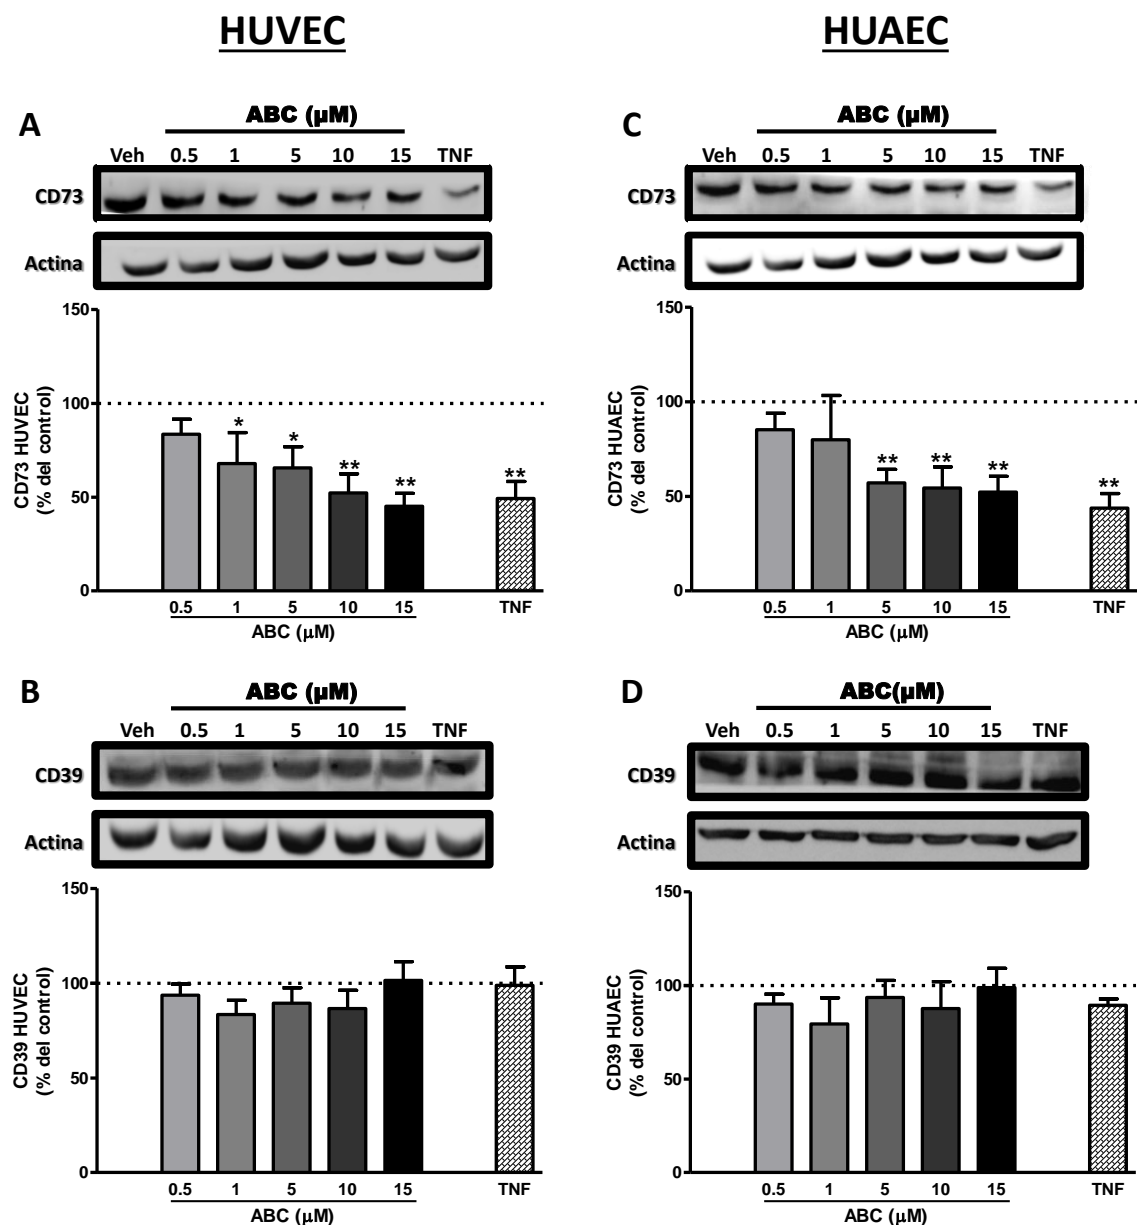 HUVEC
HUAEC
A
ABC (µM)
Veh 0.5 1 5 10 15 TNF
CD73
Actina
150
100
50
0
CD73 HUVEC
(% del control)
* * ** ** **
0.5 1 5 10 15 TNF
ABC (µM)
C
ABC (µM)
Veh 0.5 1 5 10 15 TNF
CD73
Actina
150
100
50
0
CD73 HUAEC
(% del control)
** ** ** **
0.5 1 5 10 15 TNF
ABC (µM)
B
ABC (µM)
Veh 0.5 1 5 10 15 TNF
CD39
Actina
150
100
50
0
CD39 HUVEC
(% del control)
0.5 1 5 10 15 TNF
ABC (µM)
D
ABC(µM)
Veh 0.5 1 5 10 15 TNF
CD39
Actina
150
100
50
0
CD39 HUAEC
(% del control)
0.5 1 5 10 15 TNF
ABC (µM)